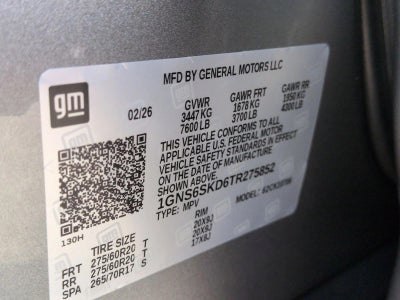 gm
MFD BY GENERAL MOTORS LLC
02/26 GVWR GAWR FRT GAWR RR
3447 KG 1678 KG 1950 KG
7600 LB 3700 LB 4300 LB
THIS VEHICLE CONFORMS TO ALL
APPLICABLE U.S. FEDERAL MOTOR
VEHICLE SAFETY STANDARDS IN EFFECT
ON THE DATE OF MANUFACTURE
SHOWN ABOVE.
1GNS6SKD6TR275852
TYPE: MPV MODEL:
130H
TIRE SIZE RIM
FRT 275/60R20 T 20X9J
RR 275/60R20 T 20X9J
SPA 265/70R17 S 17X8J